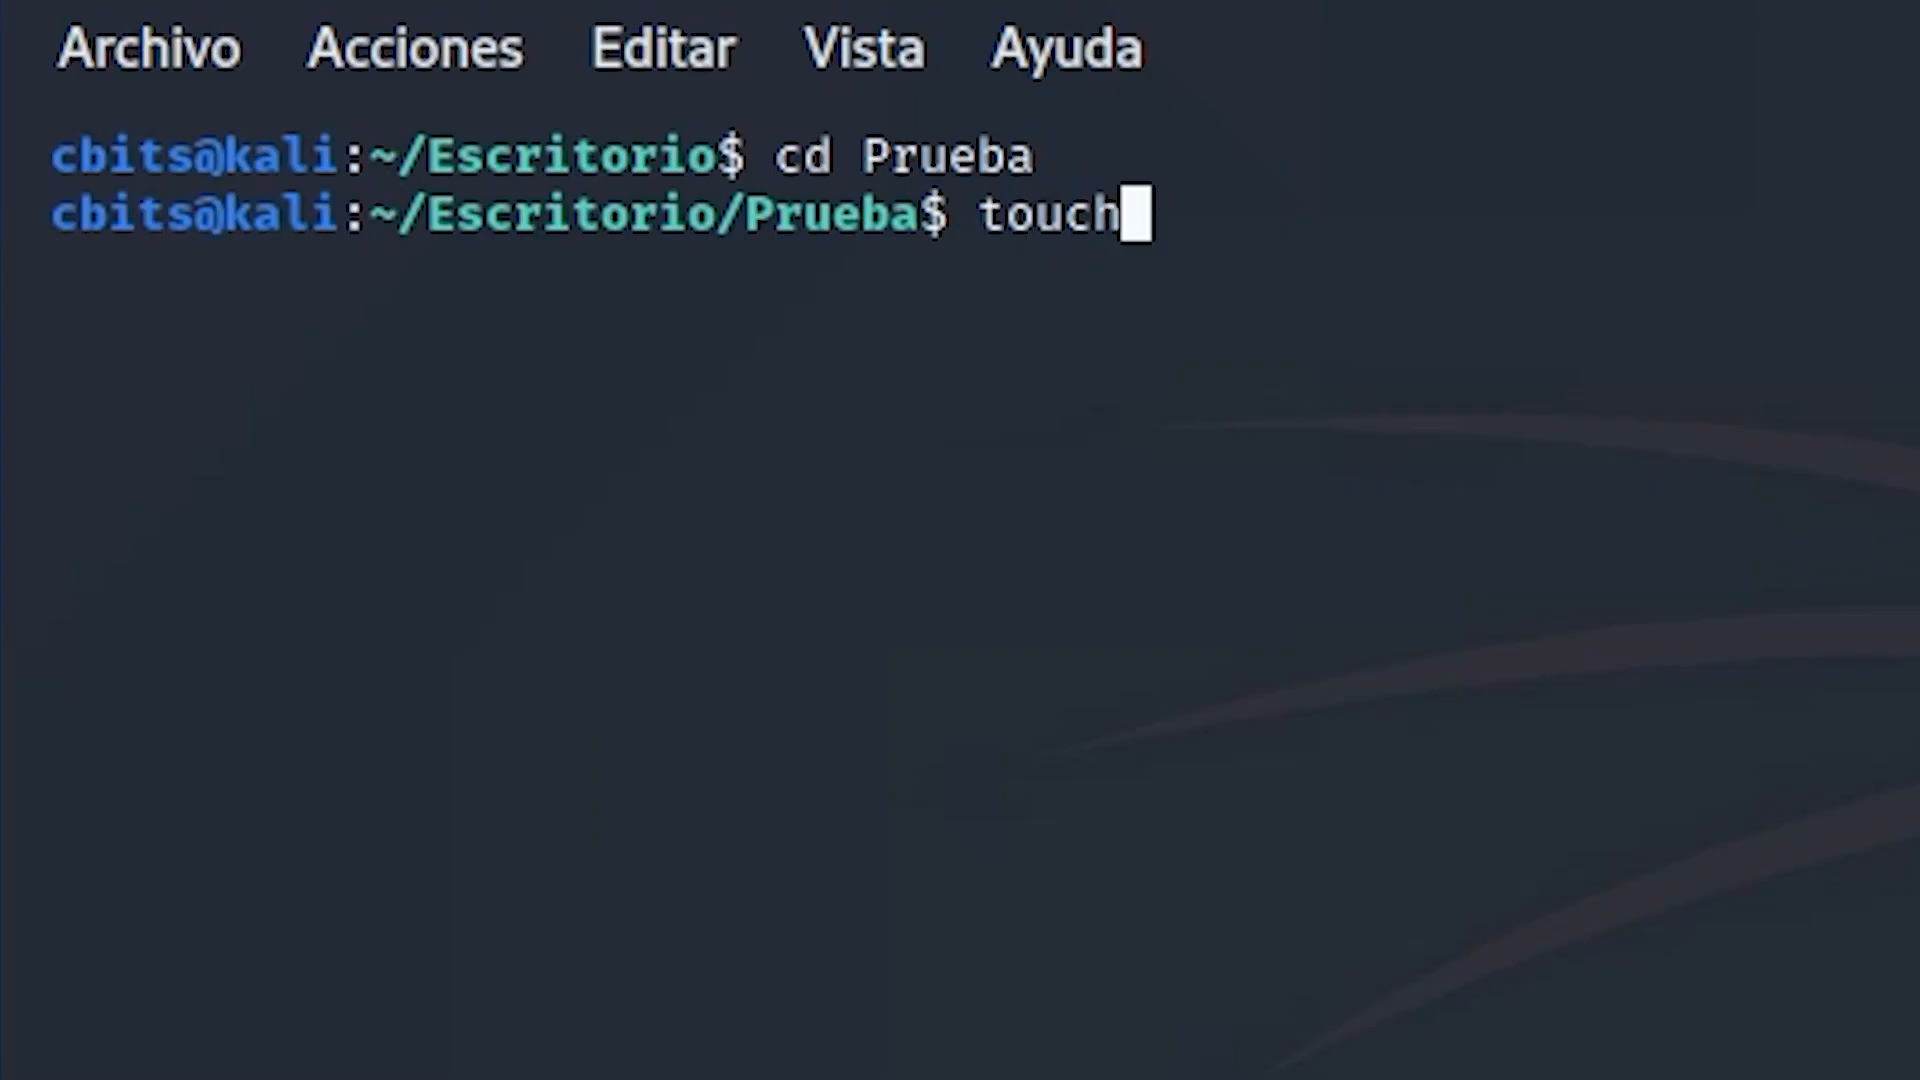 Archivo Acciones Editar Vista Ayuda
cbits@kali:~/Escritorio$ cd Prueba
cbits@kali:~/Escritorio/Prueba$ touch